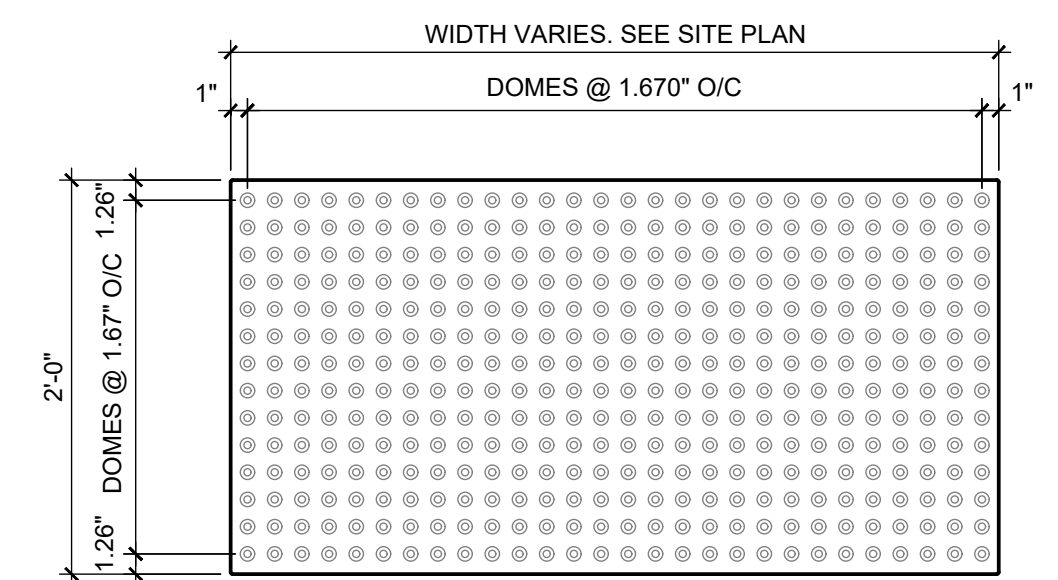 WIDTH VARIES. SEE SITE PLAN
1"
DOMES @ 1.670" O/C
1"
2'-0"
1.26"
DOMES @ 1.67" O/C
1.26"